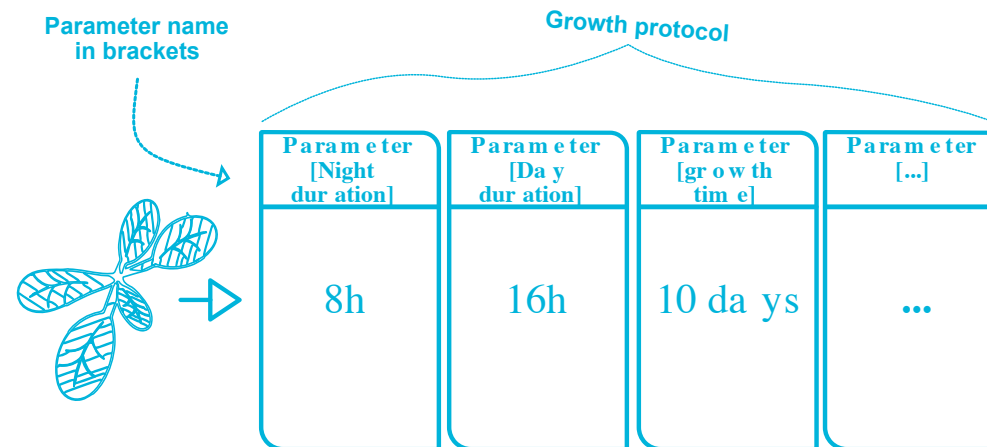 Parameter name
in brackets
Growth protocol
Parameter
[Night
duration]
Parameter
[Day
duration]
Parameter
[growth
time]
Parameter
[...]
8h
16h
10 days
...